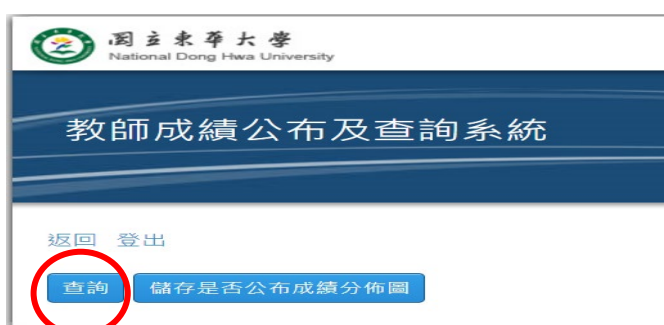 國立東華大學
National Dong Hwa University
教師成績公布及查詢系統
返回 登出
查詢 儲存是否公布成績分佈圖